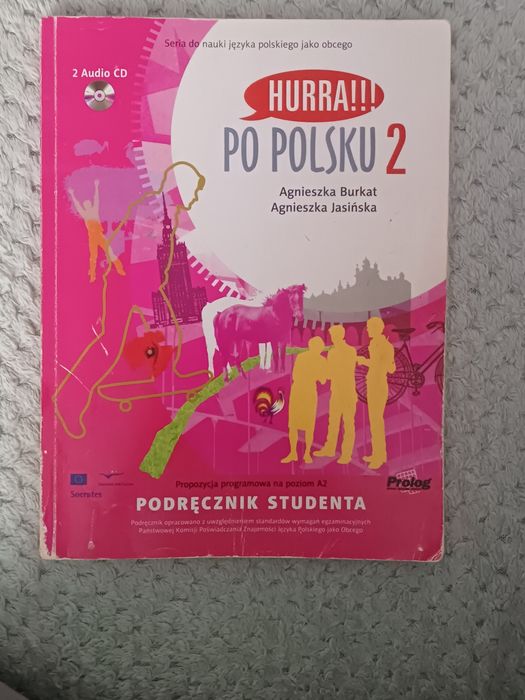 Seria do nauki języka polskiego jako obcego
2 Audio CD
HURRA!!!
PO POLSKU 2
Agnieszka Burkat
Agnieszka Jasińska
Propozycja programowa na poziom A2
Socrates
Prolog
PODRĘCZNIK STUDENTA
Podręcznik opracowano z uwzględnieniem standardów wymagań egzaminacyjnych
Państwowej Komisji Poświadczania Znajomości Języka Polskiego jako Obcego